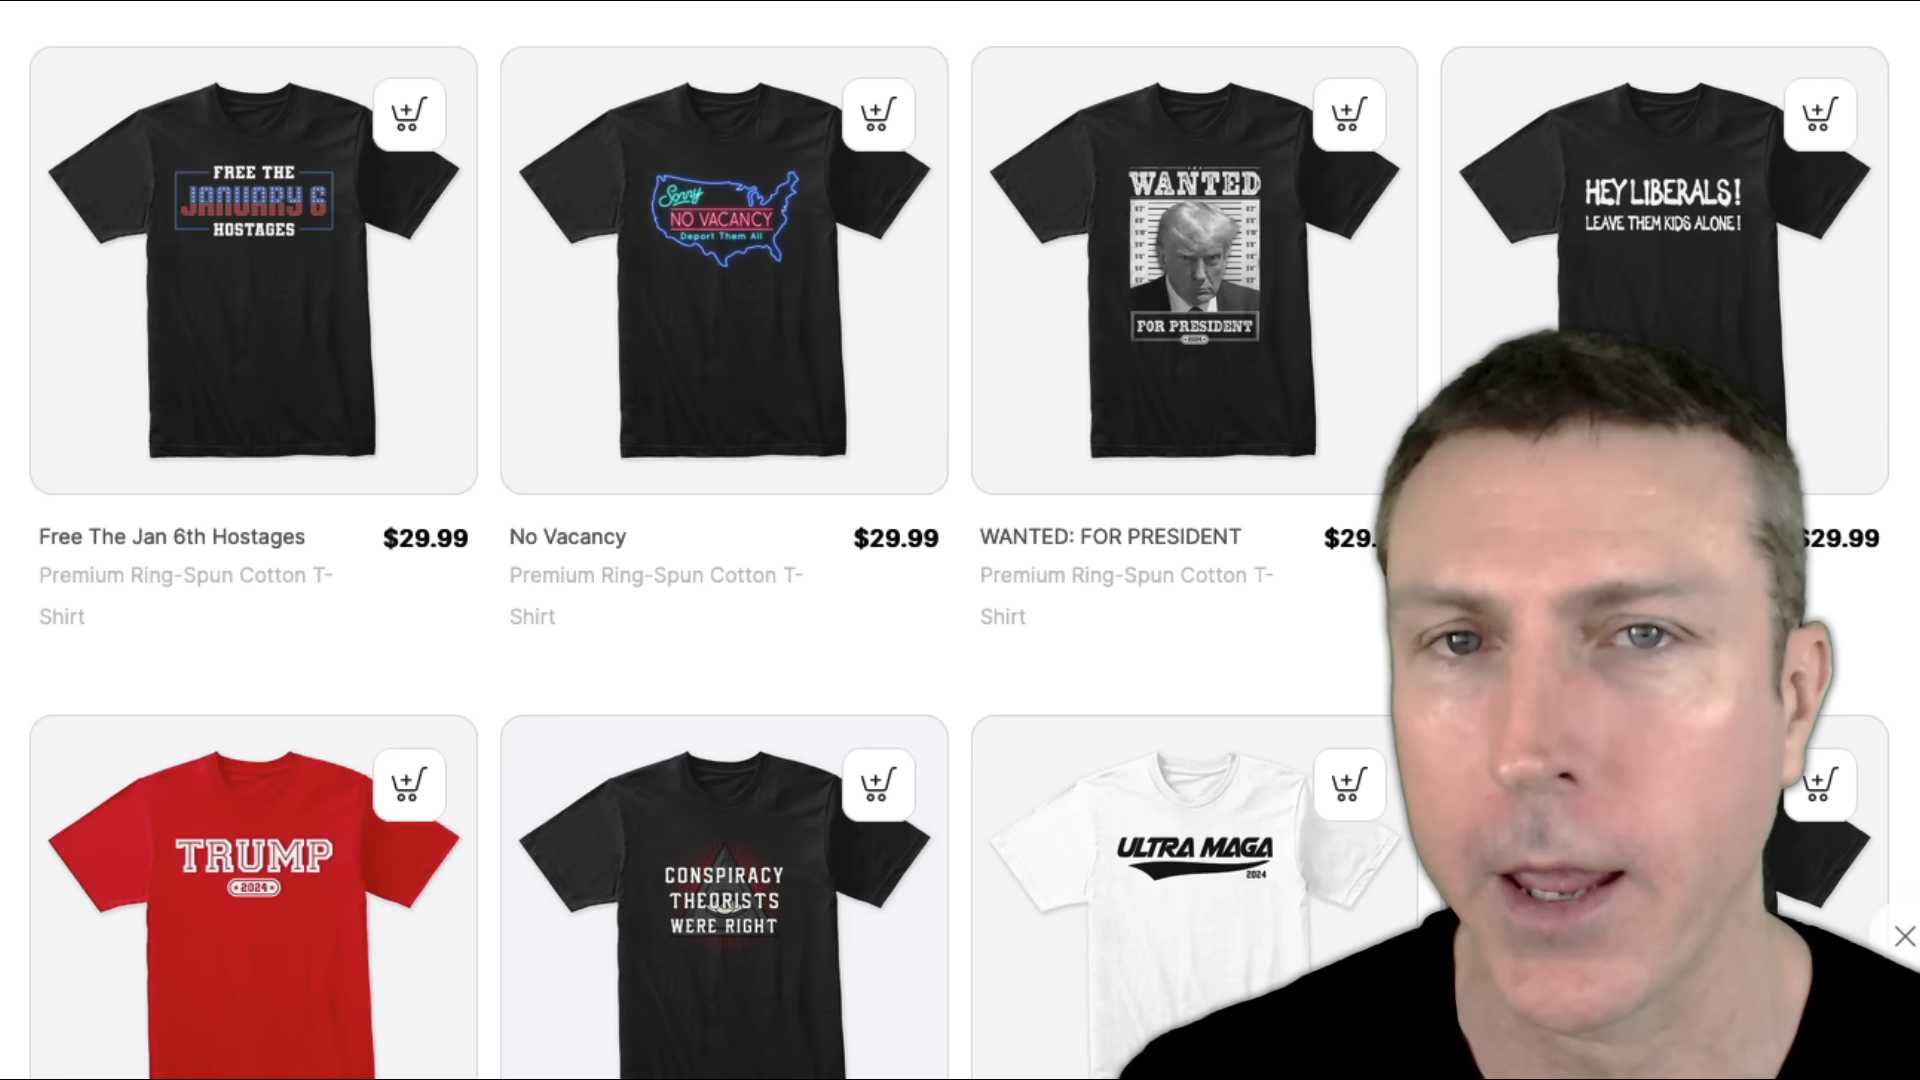 FREE THE
JANUARY 6
HOSTAGES
Sorry
NO VACANCY
Deport Them All
WANTED
FOR PRESIDENT
2024
HEY LIBERALS!
LEAVE THEM KIDS ALONE!
Free The Jan 6th Hostages
$29.99
Premium Ring-Spun Cotton T-
Shirt
No Vacancy
$29.99
Premium Ring-Spun Cotton T-
Shirt
WANTED: FOR PRESIDENT
$29.
Premium Ring-Spun Cotton T-
Shirt
$29.99
TRUMP
2024
CONSPIRACY
THEORISTS
WERE RIGHT
ULTRA MAGA
2024